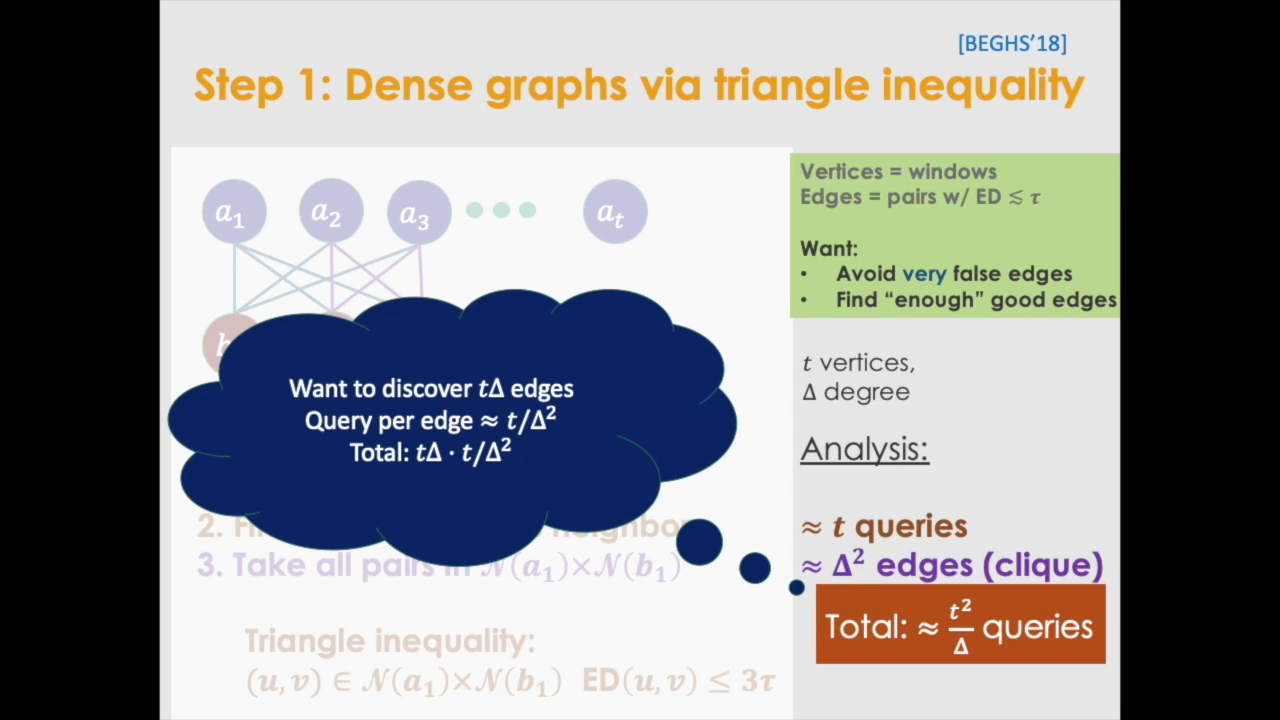 [BEGHS'18]
Step 1: Dense graphs via triangle inequality
a₁ a₂ a₃ aₜ
Vertices = windows
Edges = pairs w/ ED ≲ τ
Want:
• Avoid very false edges
• Find “enough” good edges
b
t vertices,
Δ degree
Want to discover tΔ edges
Query per edge ≈ t/Δ²
Total: tΔ · t/Δ²
Analysis:
2.
≈ t queries
3. Take all pairs in 𝒩(a₁)×𝒩(b₁)
≈ Δ² edges (clique)
Total: ≈ t²/Δ queries
Triangle inequality:
(u, v) ∈ 𝒩(a₁)×𝒩(b₁) ED(u, v) ≤ 3τ